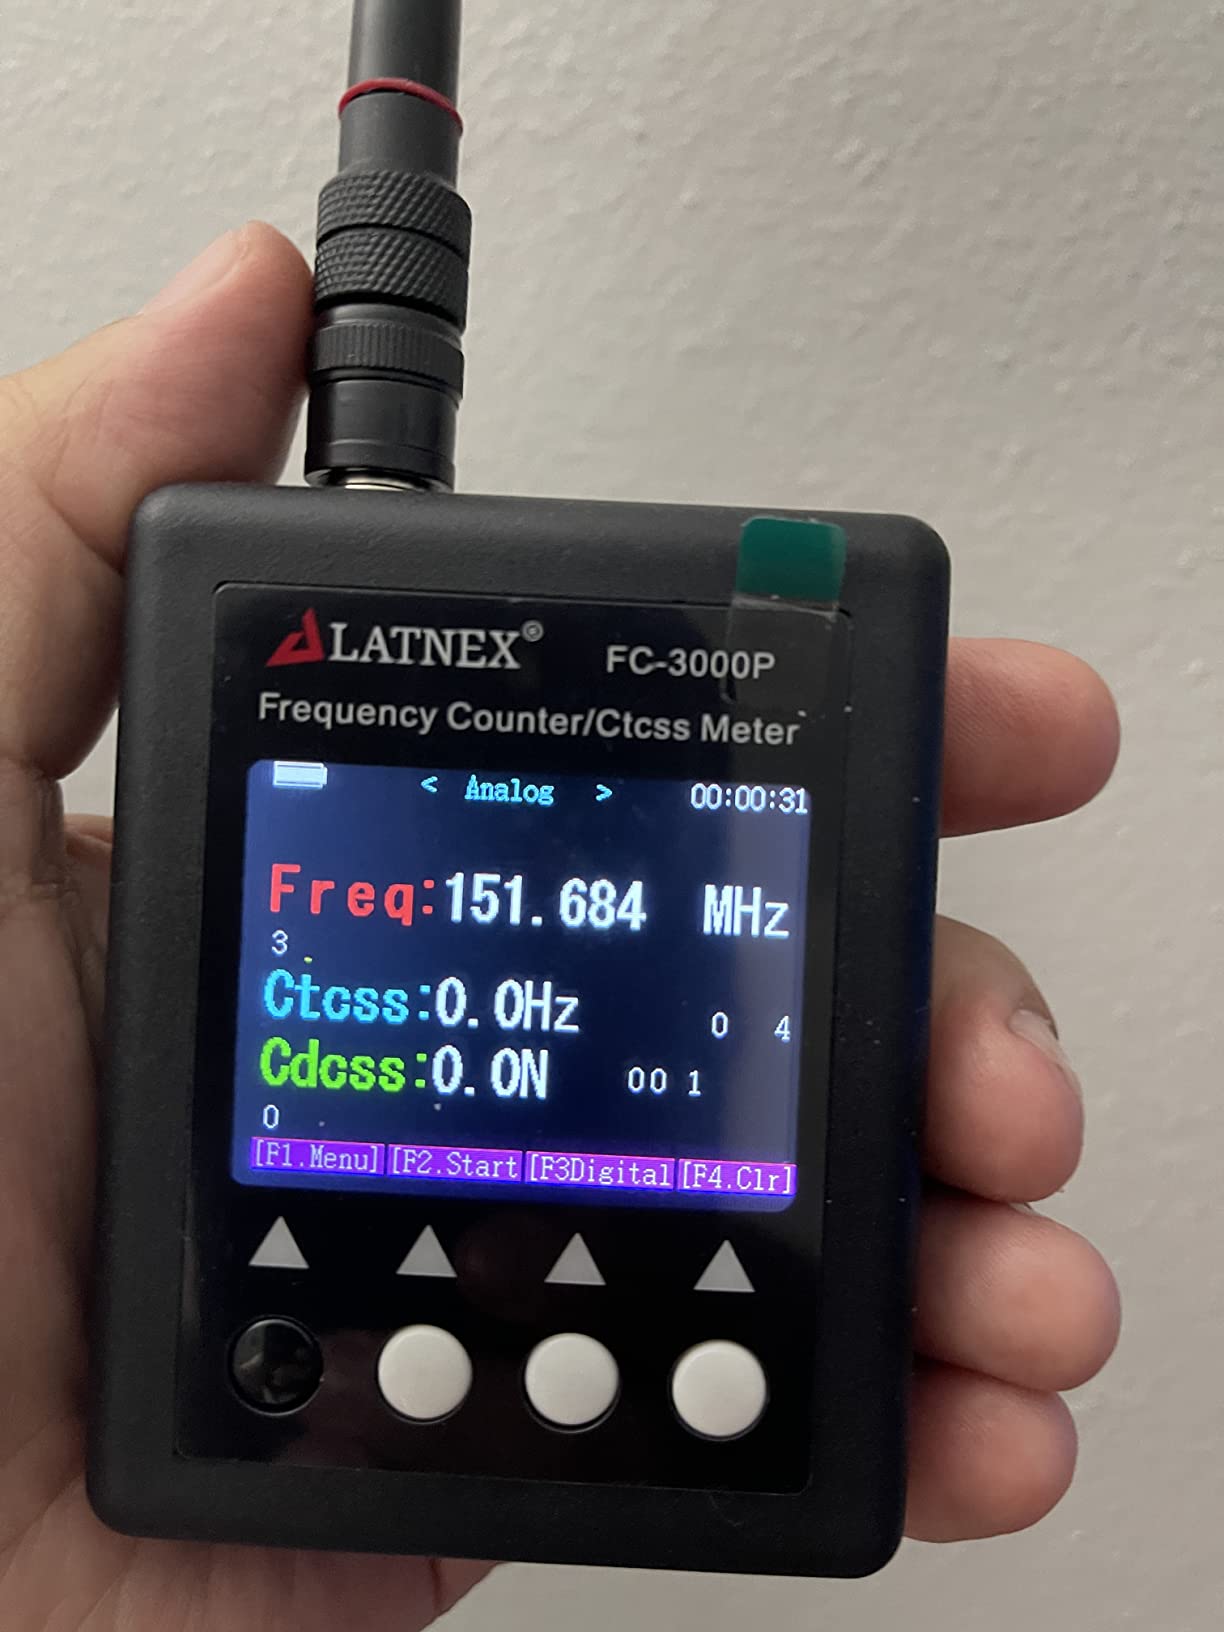 LATNEX® FC-3000P
Frequency Counter/Ctcss Meter
< Analog > 00:00:31
Freq:151.684 MHz
3
Ctcss:0.0Hz 0 4
Cdcss:0.0N 00 1
0
[F1.Menu] [F2.Start [F3Digital [F4.Clr]